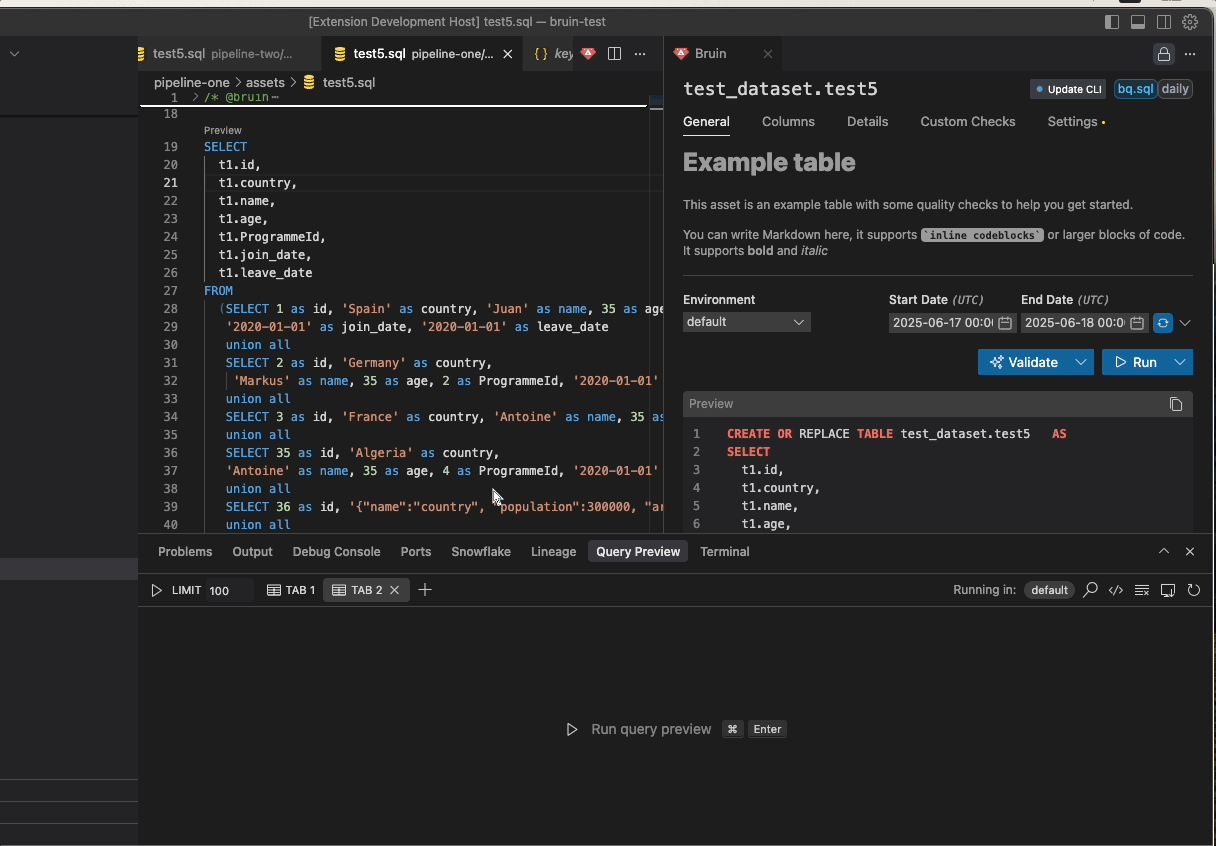 [Extension Development Host] test5.sql — bruin-test
test5.sql pipeline-two/...
test5.sql pipeline-one/...
{ } key
Bruin
pipeline-one > assets > test5.sql
1 > /* @bruin ⋯
18
Preview
19 SELECT
20 t1.id,
21 t1.country,
22 t1.name,
23 t1.age,
24 t1.ProgrammeId,
25 t1.join_date,
26 t1.leave_date
27 FROM
28 (SELECT 1 as id, 'Spain' as country, 'Juan' as name, 35 as age
29 '2020-01-01' as join_date, '2020-01-01' as leave_date
30 union all
31 SELECT 2 as id, 'Germany' as country,
32 'Markus' as name, 35 as age, 2 as ProgrammeId, '2020-01-01'
33 union all
34 SELECT 3 as id, 'France' as country, 'Antoine' as name, 35 as
35 union all
36 SELECT 35 as id, 'Algeria' as country,
37 'Antoine' as name, 35 as age, 4 as ProgrammeId, '2020-01-01'
38 union all
39 SELECT 36 as id, '{"name":"country", "population":300000, "ar
40 union all
test_dataset.test5
Update CLI bq.sql daily
General Columns Details Custom Checks Settings
Example table
This asset is an example table with some quality checks to help you get started.
You can write Markdown here, it supports `inline codeblocks` or larger blocks of code.
It supports bold and italic
Environment Start Date (UTC) End Date (UTC)
default 2025-06-17 00:0 2025-06-18 00:0
Validate Run
Preview
1 CREATE OR REPLACE TABLE test_dataset.test5 AS
2 SELECT
3 t1.id,
4 t1.country,
5 t1.name,
6 t1.age,
Problems Output Debug Console Ports Snowflake Lineage Query Preview Terminal
LIMIT 100 TAB 1 TAB 2 Running in: default
Run query preview ⌘ Enter